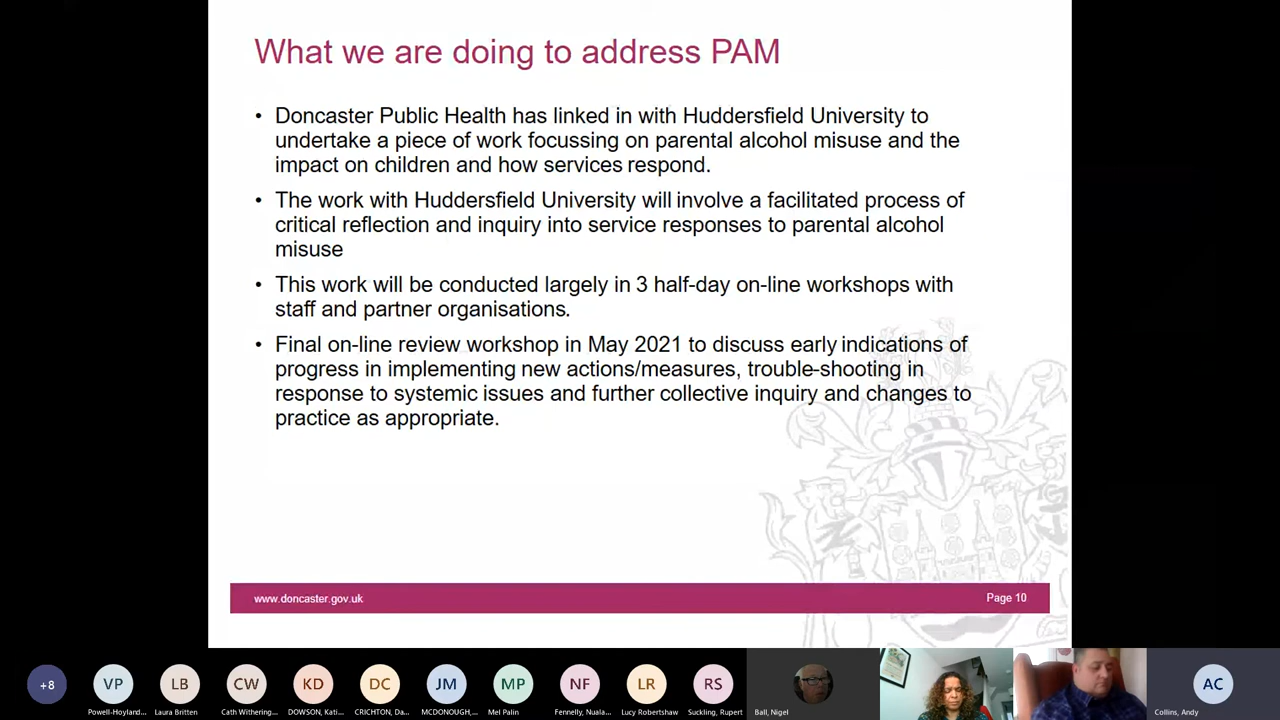 What we are doing to address PAM
• Doncaster Public Health has linked in with Huddersfield University to
undertake a piece of work focussing on parental alcohol misuse and the
impact on children and how services respond.
• The work with Huddersfield University will involve a facilitated process of
critical reflection and inquiry into service responses to parental alcohol
misuse
• This work will be conducted largely in 3 half-day on-line workshops with
staff and partner organisations.
• Final on-line review workshop in May 2021 to discuss early indications of
progress in implementing new actions/measures, trouble-shooting in
response to systemic issues and further collective inquiry and changes to
practice as appropriate.
www.doncaster.gov.uk
Page 10
+8 VP LB CW KD DC JM MP NF LR RS AC
Powell-Hoyland... Laura Britten Cath Withering... DOWSON, Kati... CRICHTON, Da... MCDONOUGH,... Mel Palin Fennelly, Nuala... Lucy Robertshaw Suckling, Rupert Ball, Nigel Collins, Andy